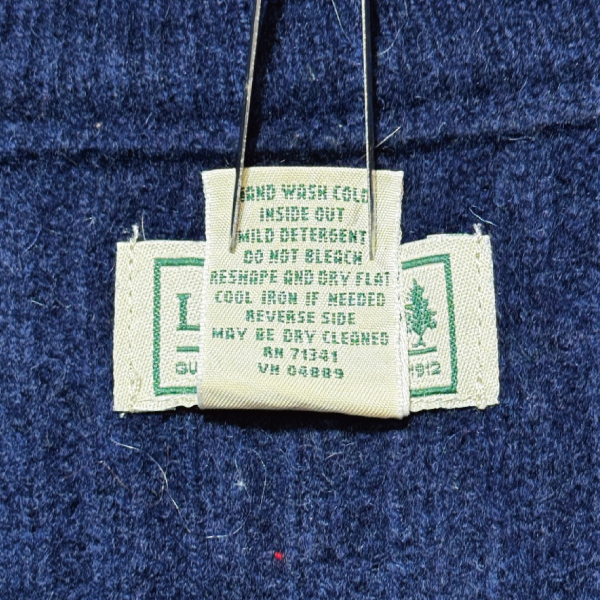 HAND WASH COLD
INSIDE OUT
MILD DETERGENT
DO NOT BLEACH
RESHAPE AND DRY FLAT
COOL IRON IF NEEDED
REVERSE SIDE
MAY BE DRY CLEANED
RN 71341
VN 04889
L
1912